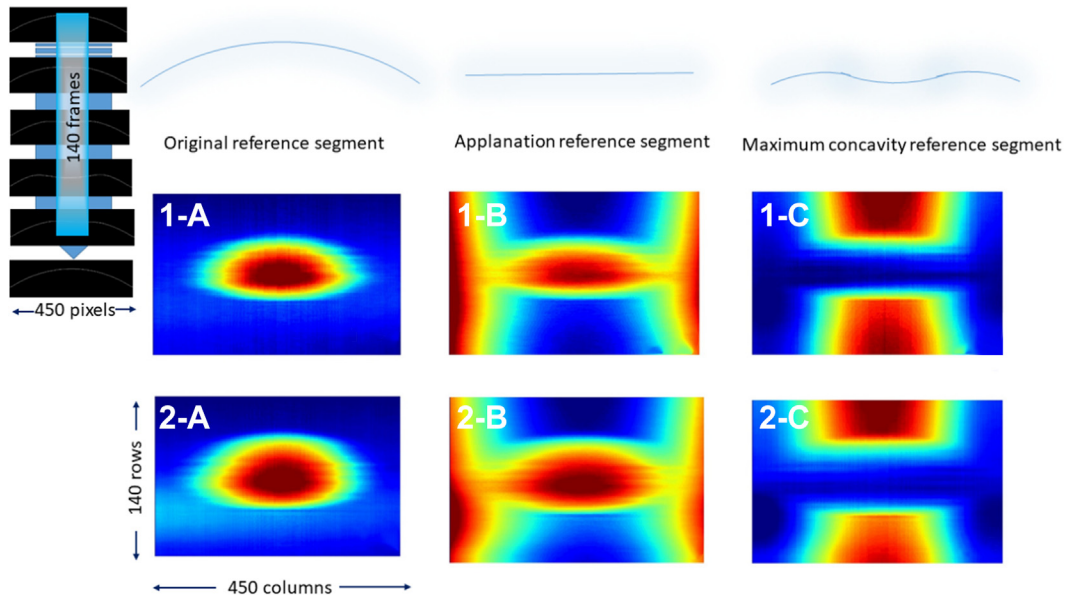 140 frames
450 pixels
Original reference segment
Applanation reference segment
Maximum concavity reference segment
1-A
1-B
1-C
2-A
2-B
2-C
140 rows
450 columns